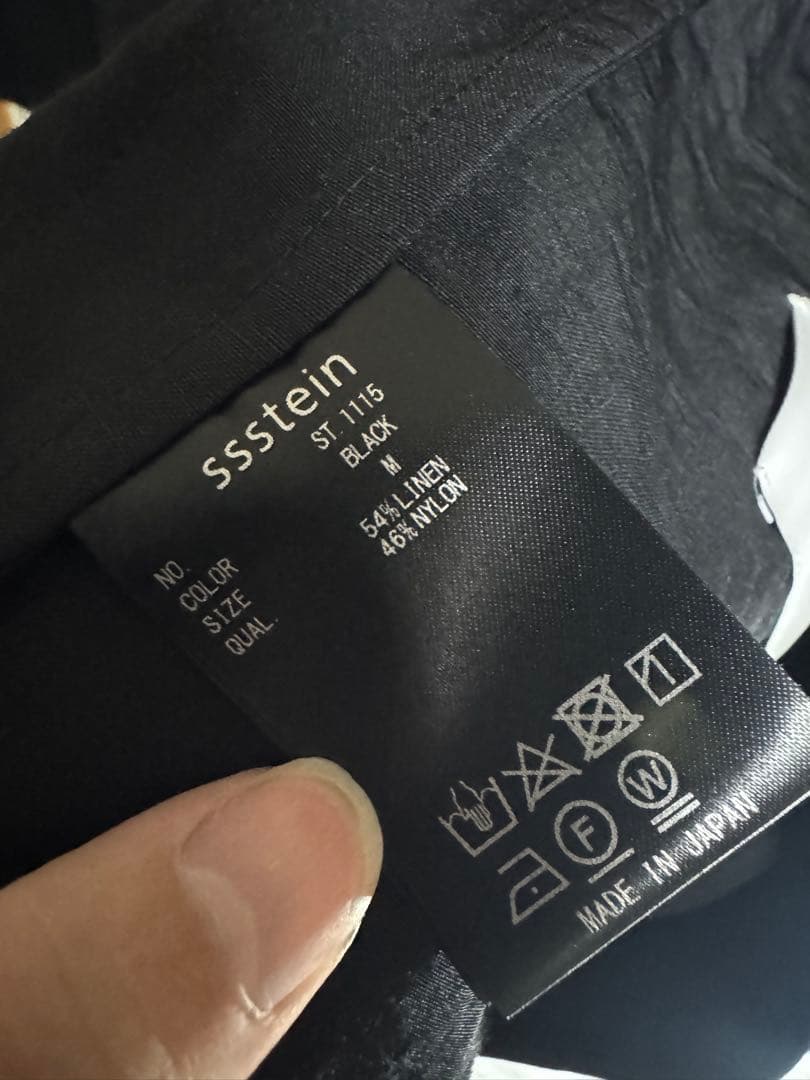 ssstein
NO. ST.1115
COLOR BLACK
SIZE M
QUAL. 54% LINEN
46% NYLON
F
W
MADE IN JAPAN